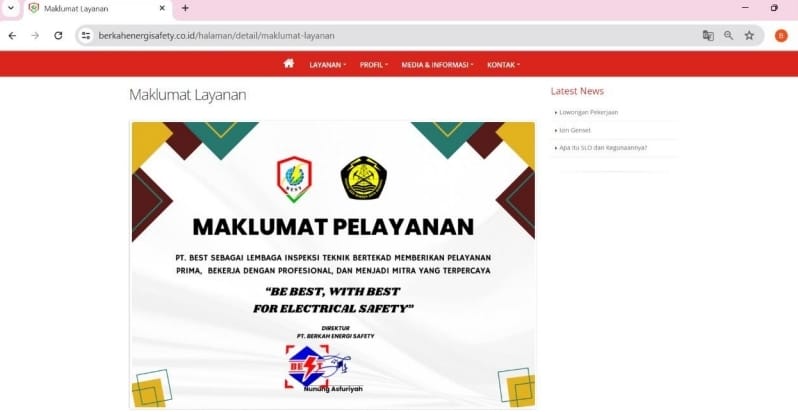 Maklumat Layanan
berkahenergisafety.co.id/halaman/detail/maklumat-layanan
B
LAYANAN PROFIL MEDIA & INFORMASI KONTAK
Maklumat Layanan
Latest News
Lowongan Pekerjaan
Izin Genset
Apa itu SLO dan Kegunaannya?
BEST
MAKLUMAT PELAYANAN
PT. BEST SEBAGAI LEMBAGA INSPEKSI TEKNIK BERTEKAD MEMBERIKAN PELAYANAN
PRIMA, BEKERJA DENGAN PROFESIONAL, DAN MENJADI MITRA YANG TERPERCAYA
“BE BEST, WITH BEST
FOR ELECTRICAL SAFETY”
DIREKTUR
PT. BERKAH ENERGI SAFETY
BEST
Nunung Asfuriyah